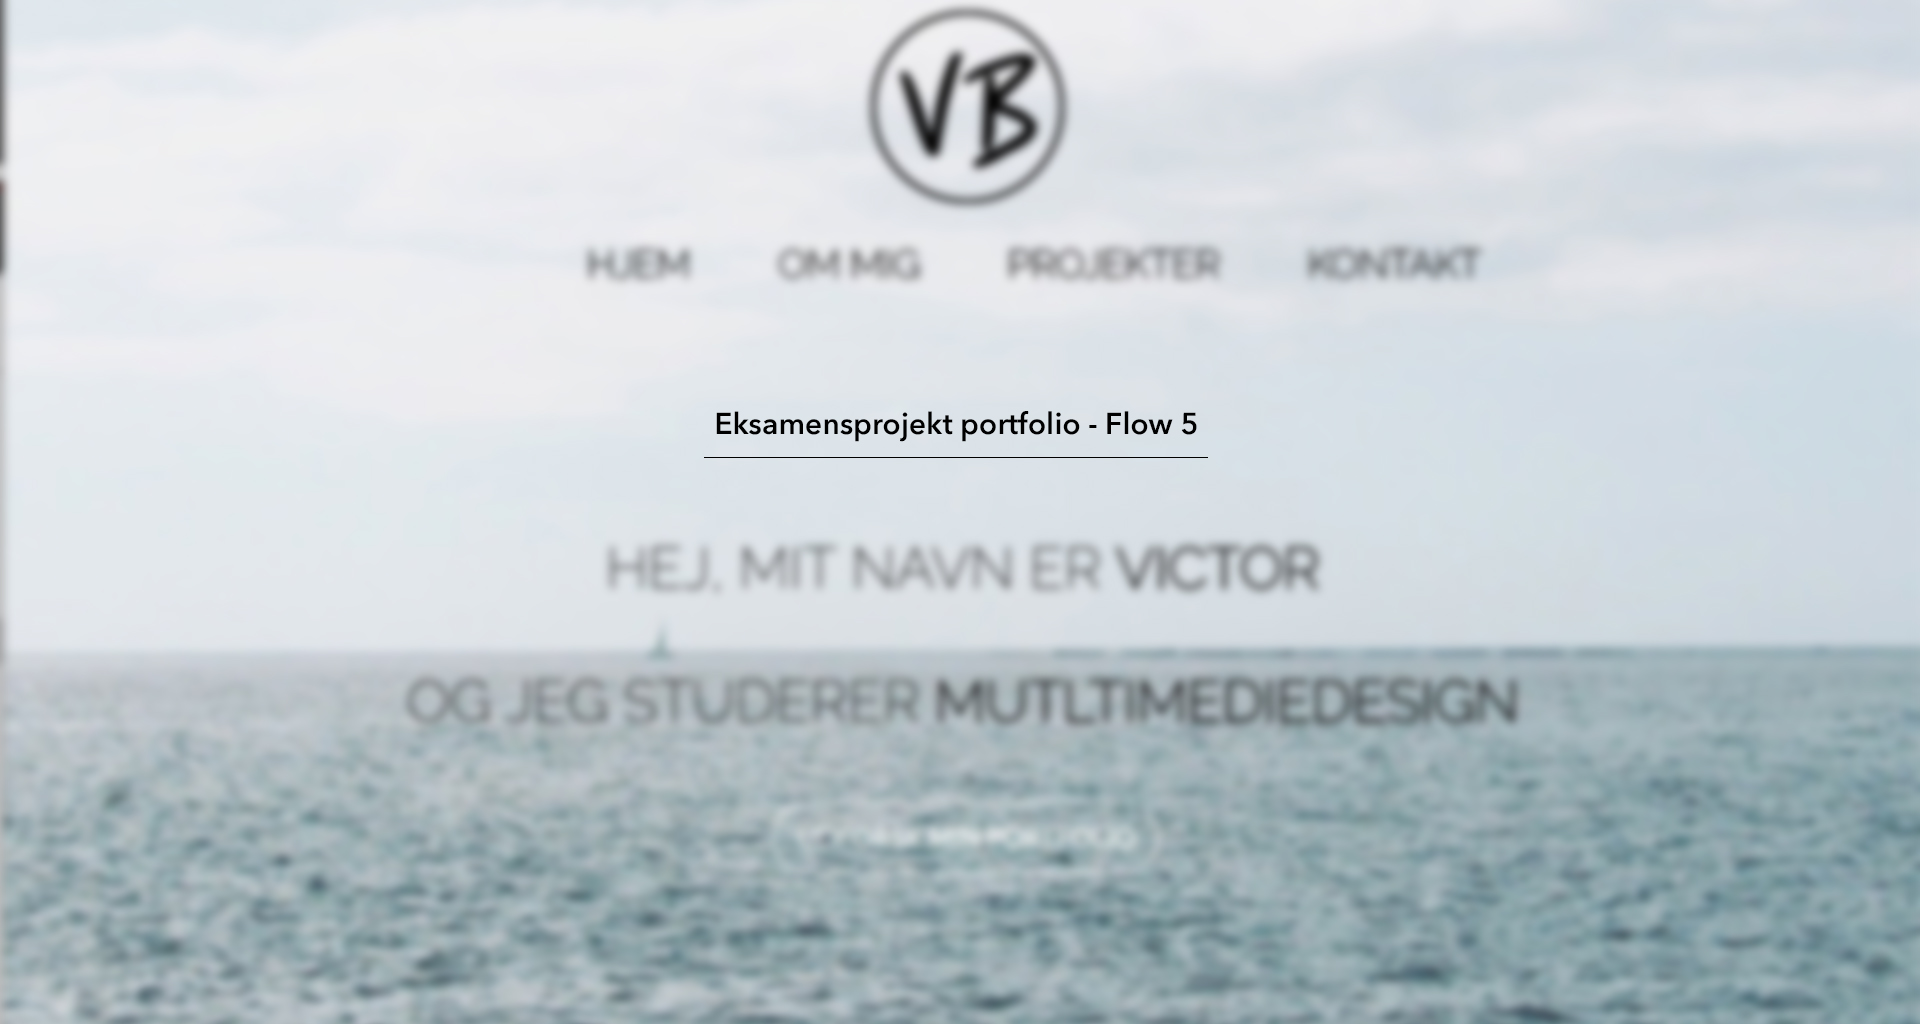 VB
HJEM OM MIG PROJEKTER KONTAKT
Eksamensprojekt portfolio - Flow 5
HEJ, MIT NAVN ER VICTOR
OG JEG STUDERER MUTLTIMEDIEDESIGN